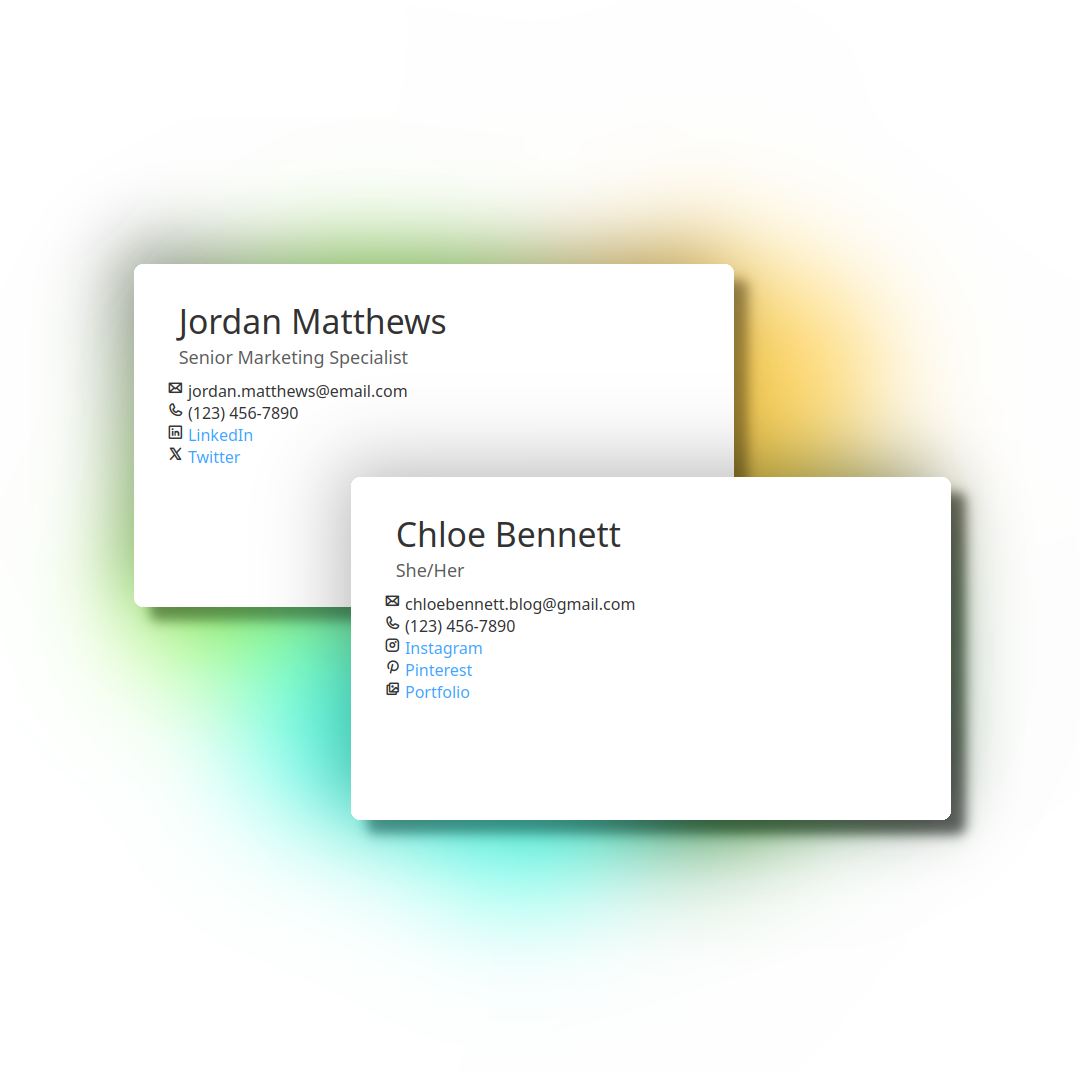 Jordan Matthews
Senior Marketing Specialist
jordan.matthews@email.com
(123) 456-7890
LinkedIn
Twitter
Chloe Bennett
She/Her
chloebennett.blog@gmail.com
(123) 456-7890
Instagram
Pinterest
Portfolio